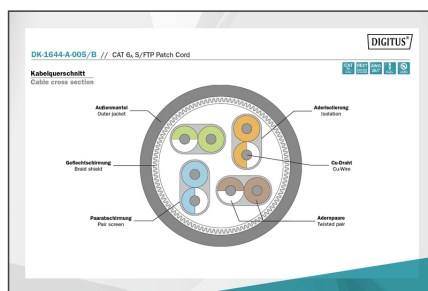 DIGITUS®
DK-1644-A-005/B // CAT 6A S/FTP Patch Cord
Kabelquerschnitt
Cable cross section
Außenmantel
Outer jacket
Aderisolierung
Isolation
Geflechtschirmung
Braid shield
Cu-Draht
Cu-Wire
Paarabschirmung
Pair screen
Adernpaare
Twisted pair